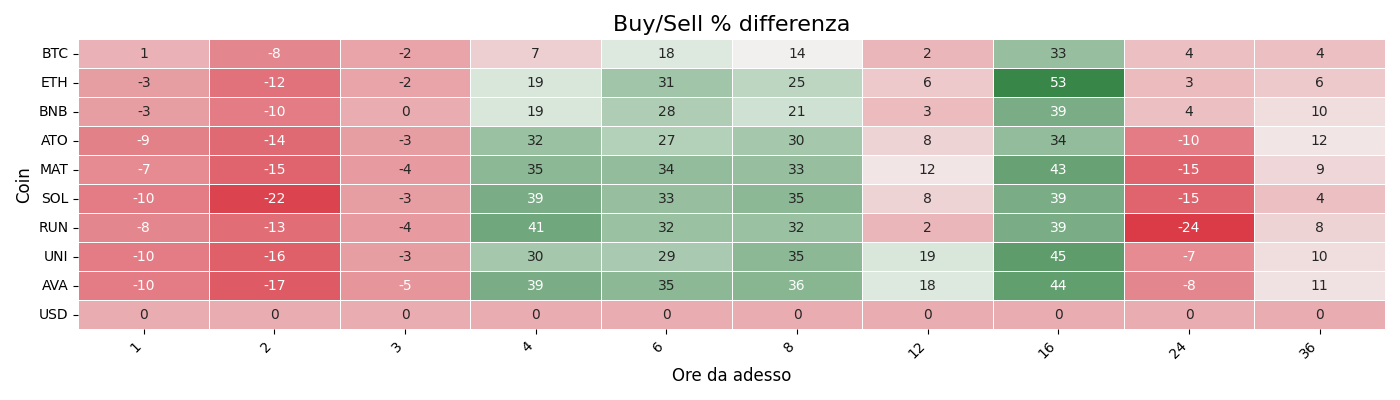 Buy/Sell % differenza
Coin
BTC 1 -8 -2 7 18 14 2 33 4 4
ETH -3 -12 -2 19 31 25 6 53 3 6
BNB -3 -10 0 19 28 21 3 39 4 10
ATO -9 -14 -3 32 27 30 8 34 -10 12
MAT -7 -15 -4 35 34 33 12 43 -15 9
SOL -10 -22 -3 39 33 35 8 39 -15 4
RUN -8 -13 -4 41 32 32 2 39 -24 8
UNI -10 -16 -3 30 29 35 19 45 -7 10
AVA -10 -17 -5 39 35 36 18 44 -8 11
USD 0 0 0 0 0 0 0 0 0 0
1 2 3 4 6 8 12 16 24 36
Ore da adesso